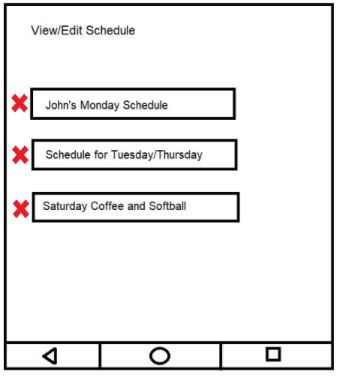 View/Edit Schedule
John's Monday Schedule
Schedule for Tuesday/Thursday
Saturday Coffee and Softball